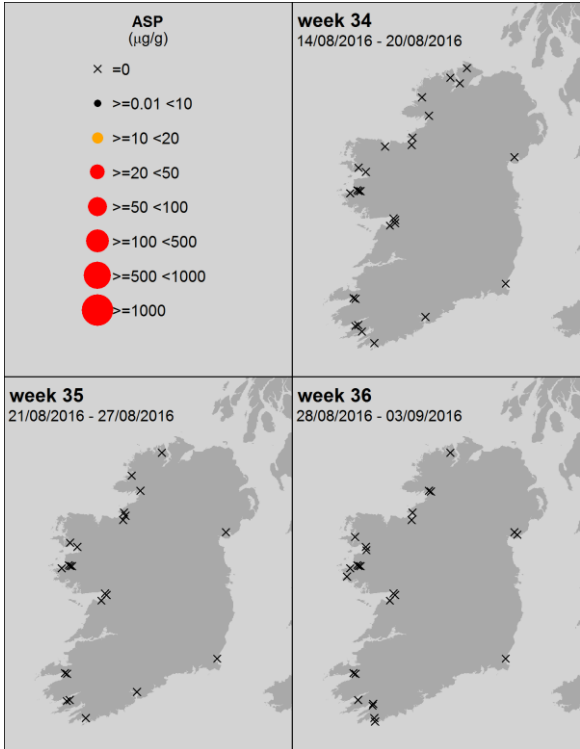 ASP
(µg/g)
=0
>=0.01 <10
>=10 <20
>=20 <50
>=50 <100
>=100 <500
>=500 <1000
>=1000
week 34
14/08/2016 - 20/08/2016
week 35
21/08/2016 - 27/08/2016
week 36
28/08/2016 - 03/09/2016